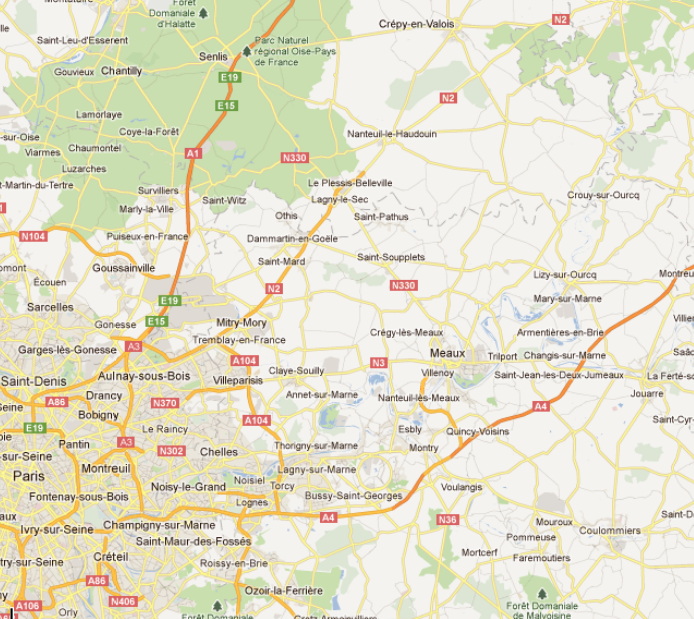 Montataire
Forêt
Domaniale
d'Halatte
Crépy-en-Valois
N2
Saint-Leu-d'Esserent
Senlis
Parc Naturel
régional Oise-Pays
de France
Gouvieux
Chantilly
E19
E15
N2
Lamorlaye
Coye-la-Forêt
Nanteuil-le-Haudouin
-sur-Oise
Chaumontel
Viarmes
A1
N330
Luzarches
t-Martin-du-Tertre
Survilliers
Le Plessis-Belleville
Saint-Witz
Lagny-le-Sec
Crouy-sur-Ourcq
Marly-la-Ville
Othis
Saint-Pathus
N104
Puiseux-en-France
Dammartin-en-Goële
Saint-Soupplets
Saint-Mard
Goussainville
Lizy-sur-Ourcq
Montreu
Écouen
N2
N330
Mary-sur-Marne
Sarcelles
E19
E15
Gonesse
Mitry-Mory
Villen
Crégy-lès-Meaux
Armentières-en-Brie
Garges-lès-Gonesse
A3
Tremblay-en-France
Meaux
Trilport
Changis-sur-Marne
Saâc
A104
N3
Saint-Denis
Aulnay-sous-Bois
Villeparisis
Claye-Souilly
Villenoy
Saint-Jean-les-Deux-Jumeaux
La Ferté-so
Drancy
Annet-sur-Marne
Nanteuil-lès-Meaux
Jouarre
A86
N370
A4
Seine
Bobigny
A104
Saint-Cyr-
E19
Le Raincy
Esbly
Quincy-Voisins
Pantin
A3
N302
Chelles
Thorigny-sur-Marne
Montry
-sur-Seine
Paris
Montreuil
Lagny-sur-Marne
Noisy-le-Grand
Noisiel
Torcy
Voulangis
Fontenay-sous-Bois
Lognes
Bussy-Saint-Georges
Ivry-sur-Seine
Champigny-sur-Marne
A4
N36
Mouroux
Saint-D
Coulommiers
Saint-Maur-des-Fossés
Pommeuse
Créteil
Mortcerf
Faremoutiers
try-sur-Seine
Roissy-en-Brie
A86
Ozoir-la-Ferrière
A106
N406
Orly
Forêt Domaniale
Gretz-Armainvilliers
Forêt Domaniale
de Malvoisine